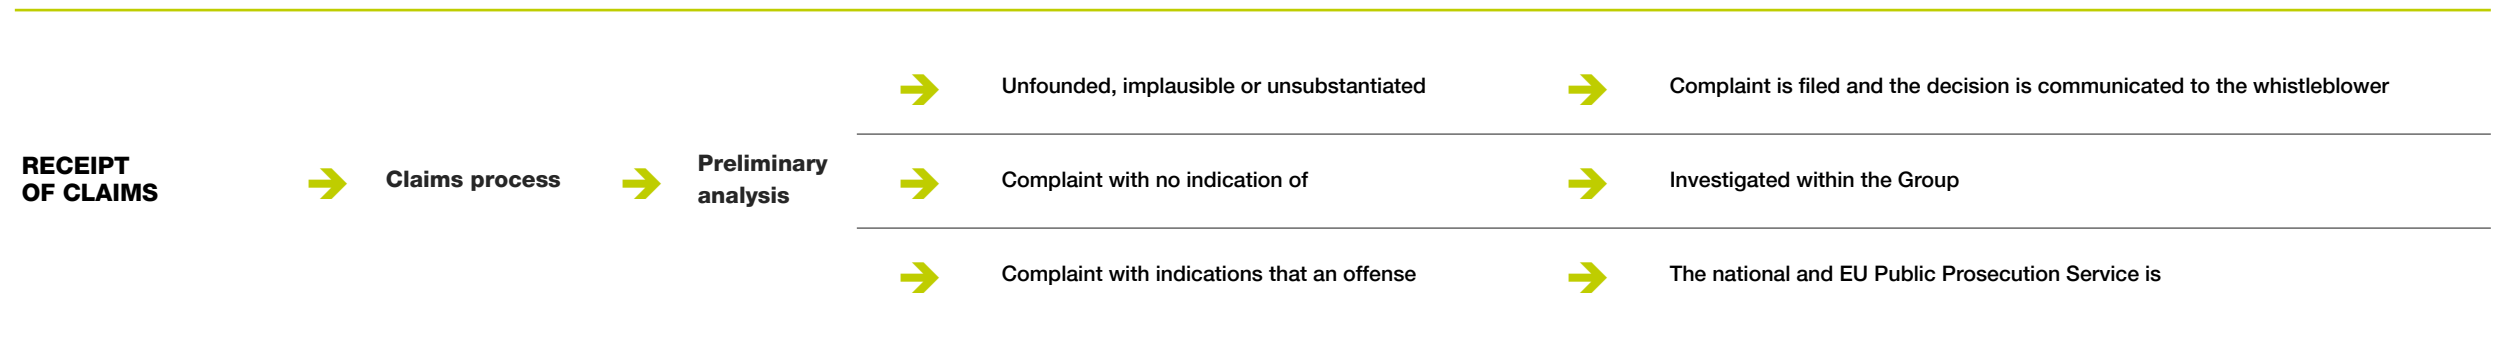 RECEIPT
OF CLAIMS
Claims process
Preliminary
analysis
Unfounded, implausible or unsubstantiated
Complaint is filed and the decision is communicated to the whistleblower
Complaint with no indication of
Investigated within the Group
Complaint with indications that an offense
The national and EU Public Prosecution Service is